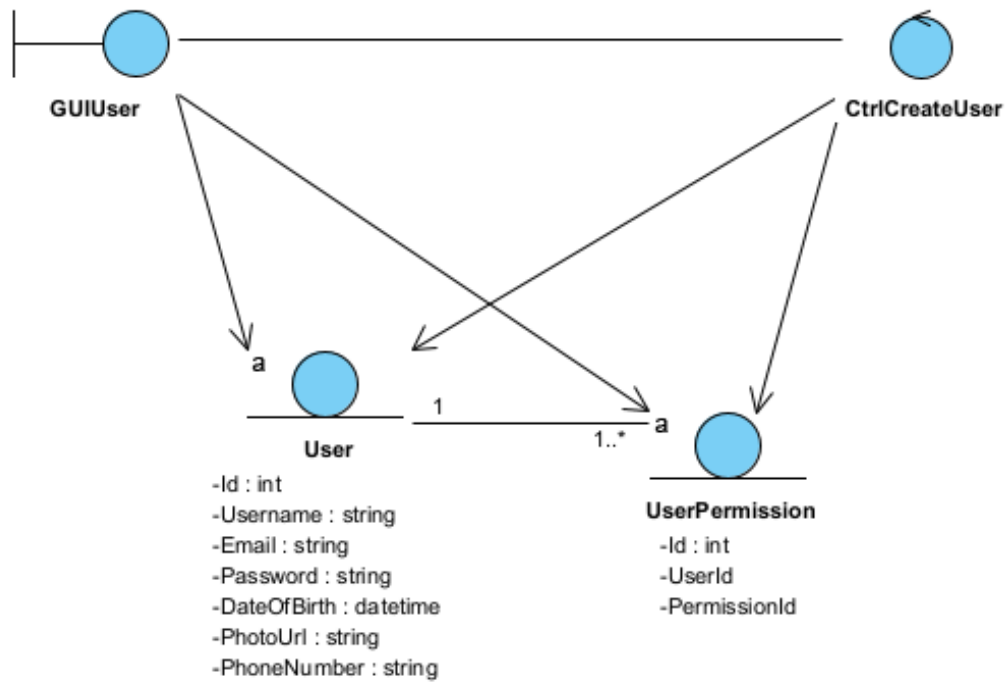 GUIUser
CtrlCreateUser
a
1
1..*
a
User
-Id : int
-Username : string
-Email : string
-Password : string
-DateOfBirth : datetime
-PhotoUrl : string
-PhoneNumber : string
UserPermission
-Id : int
-UserId
-PermissionId